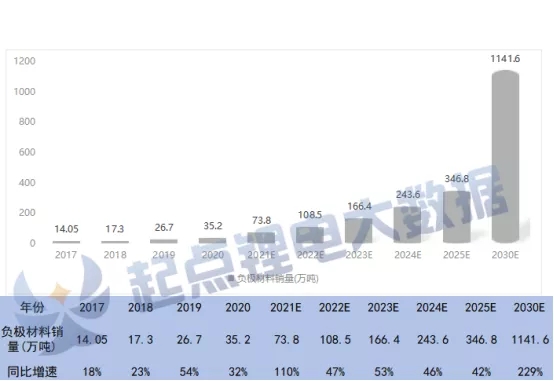 1200
1000
800
600
400
200
0
14.05 17.3 26.7 35.2 73.8 108.5 166.4 243.6 346.8 1141.6
2017 2018 2019 2020 2021E 2022E 2023E 2024E 2025E 2030E
负极材料销量(万吨)
起点锂电大数据
年份 2017 2018 2019 2020 2021E 2022E 2023E 2024E 2025E 2030E
负极材料销量(万吨) 14.05 17.3 26.7 35.2 73.8 108.5 166.4 243.6 346.8 1141.6
同比增速 18% 23% 54% 32% 110% 47% 53% 46% 42% 229%